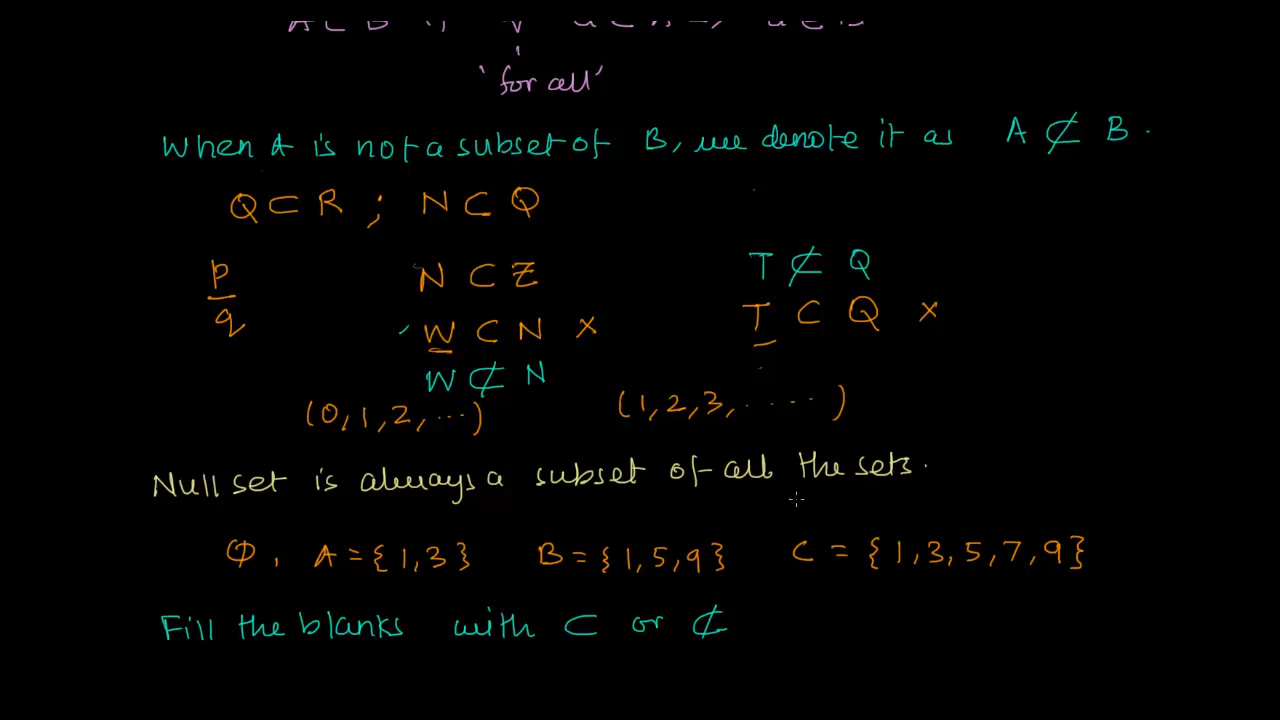 'for all'
When A is not a subset of B, we denote it as A ⊄ B.
Q ⊂ R ; N ⊂ Q
p/q
N ⊂ Z
T ⊄ Q
W ⊂ N ×
T ⊂ Q ×
W ⊄ N
(0, 1, 2, ...) (1, 2, 3, ......)
Null set is always a subset of all the sets.
Φ, A = {1, 3} B = {1, 5, 9} C = {1, 3, 5, 7, 9}
Fill the blanks with ⊂ or ⊄